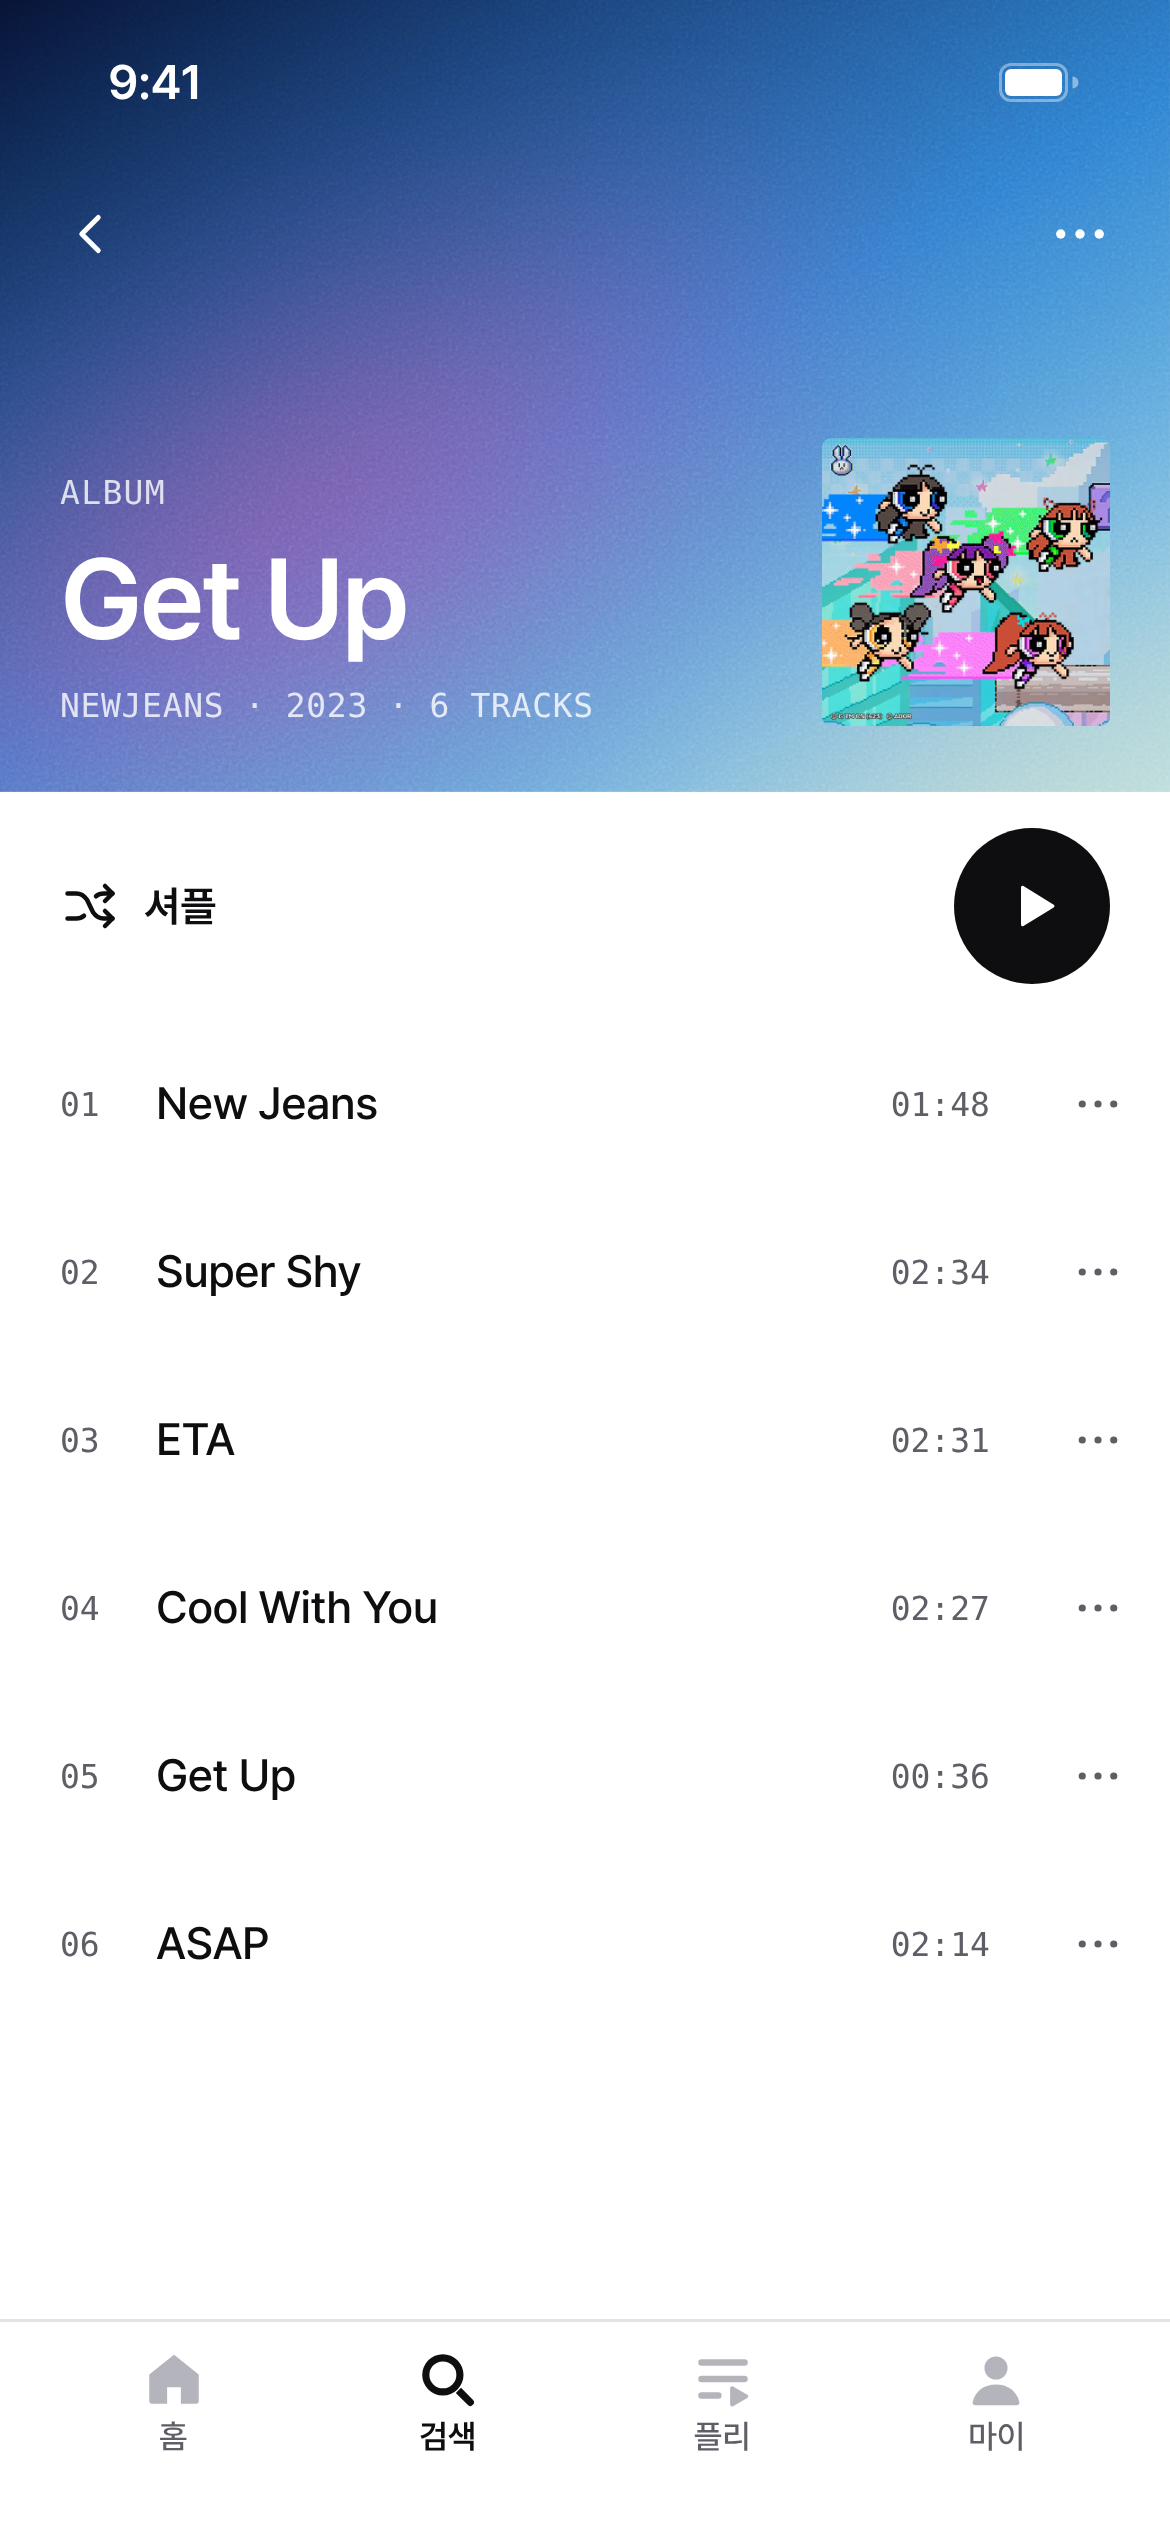 9:41
ALBUM
Get Up
NEWJEANS · 2023 · 6 TRACKS
셔플
01 New Jeans 01:48
02 Super Shy 02:34
03 ETA 02:31
04 Cool With You 02:27
05 Get Up 00:36
06 ASAP 02:14
홈 검색 플리 마이